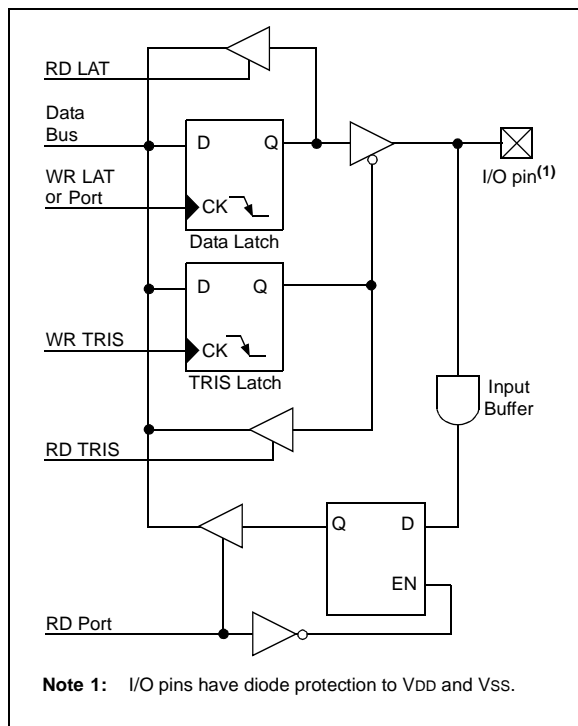 RD LAT
Data
Bus
D Q
WR LAT
or Port
CK
Data Latch
I/O pin(1)
D Q
WR TRIS
CK
TRIS Latch
Input
Buffer
RD TRIS
Q D
EN
RD Port
Note 1: I/O pins have diode protection to VDD and VSS.